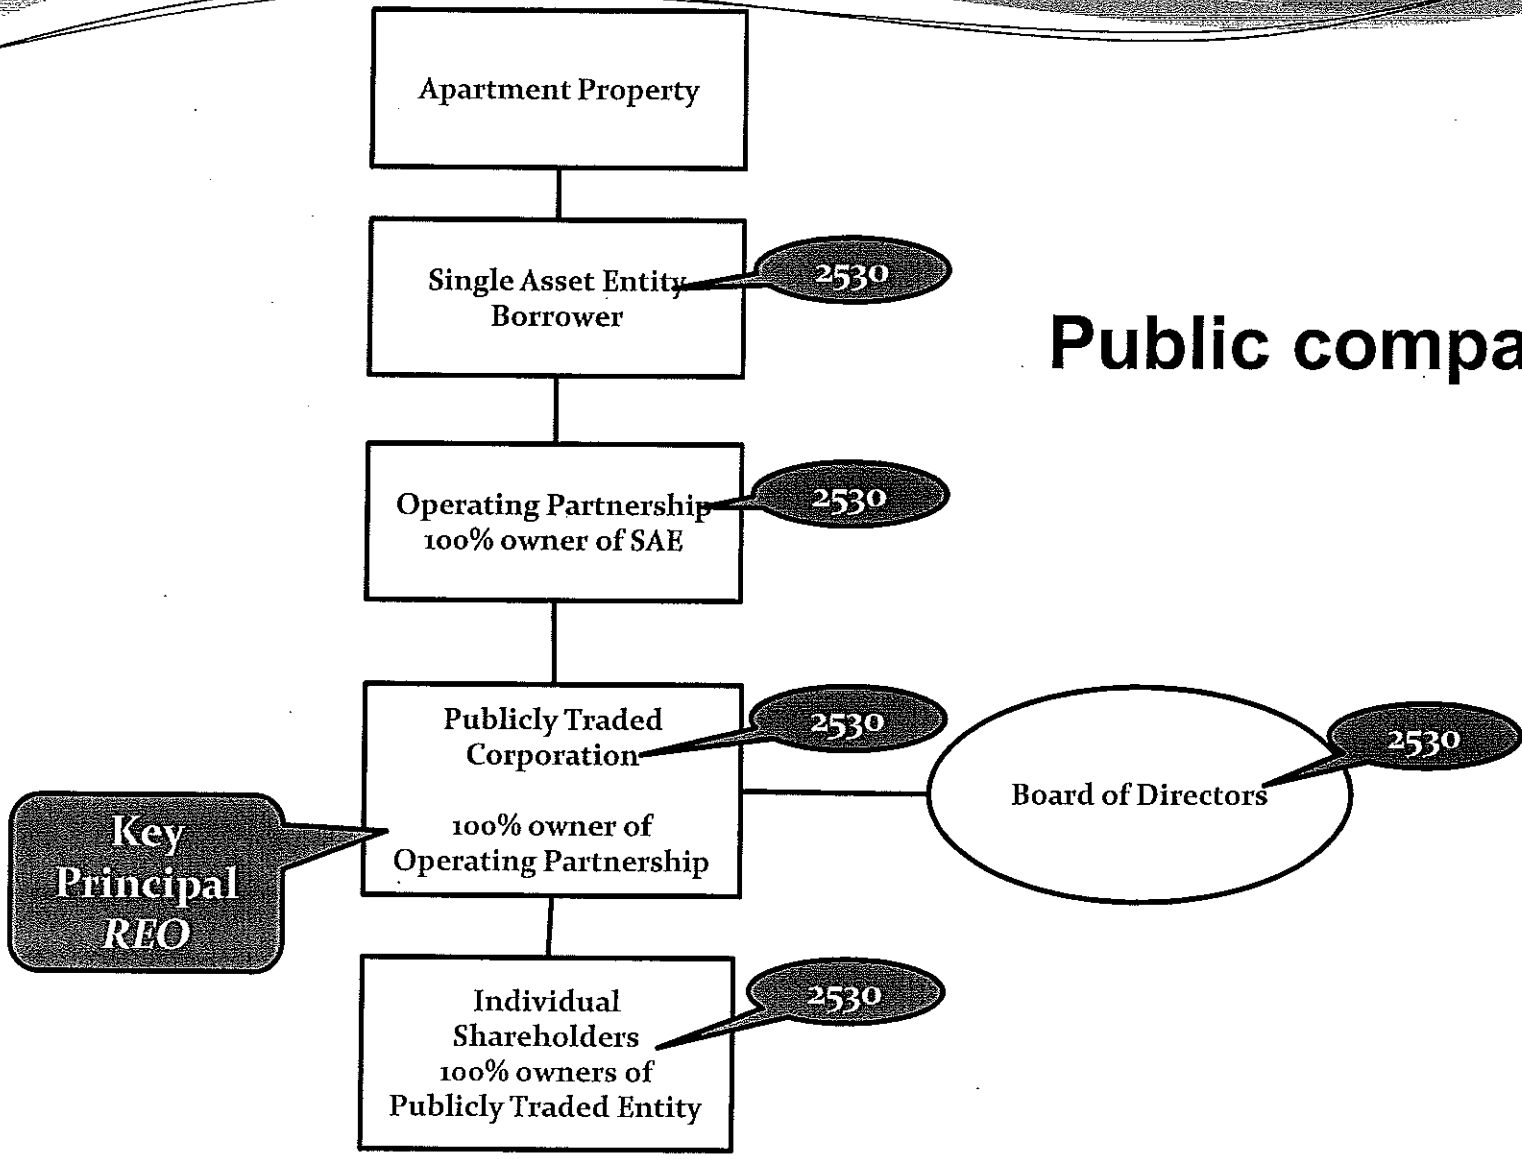 Apartment Property
Single Asset Entity
Borrower
2530
Public compa
Operating Partnership
100% owner of SAE
2530
Publicly Traded
Corporation
100% owner of
Operating Partnership
2530
Board of Directors
2530
Key
Principal
REO
Individual
Shareholders
100% owners of
Publicly Traded Entity
2530